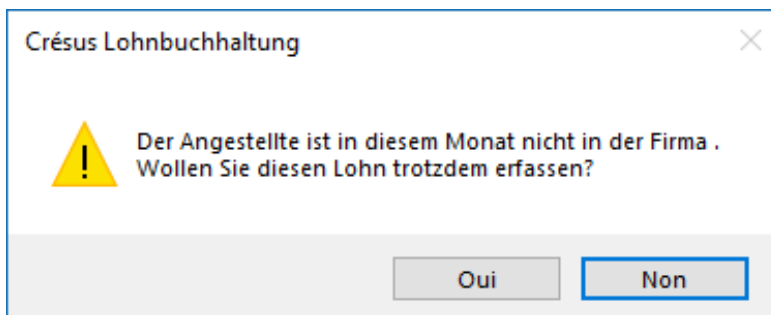 Crésus Lohnbuchhaltung
Der Angestellte ist in diesem Monat nicht in der Firma .
Wollen Sie diesen Lohn trotzdem erfassen?
Oui
Non